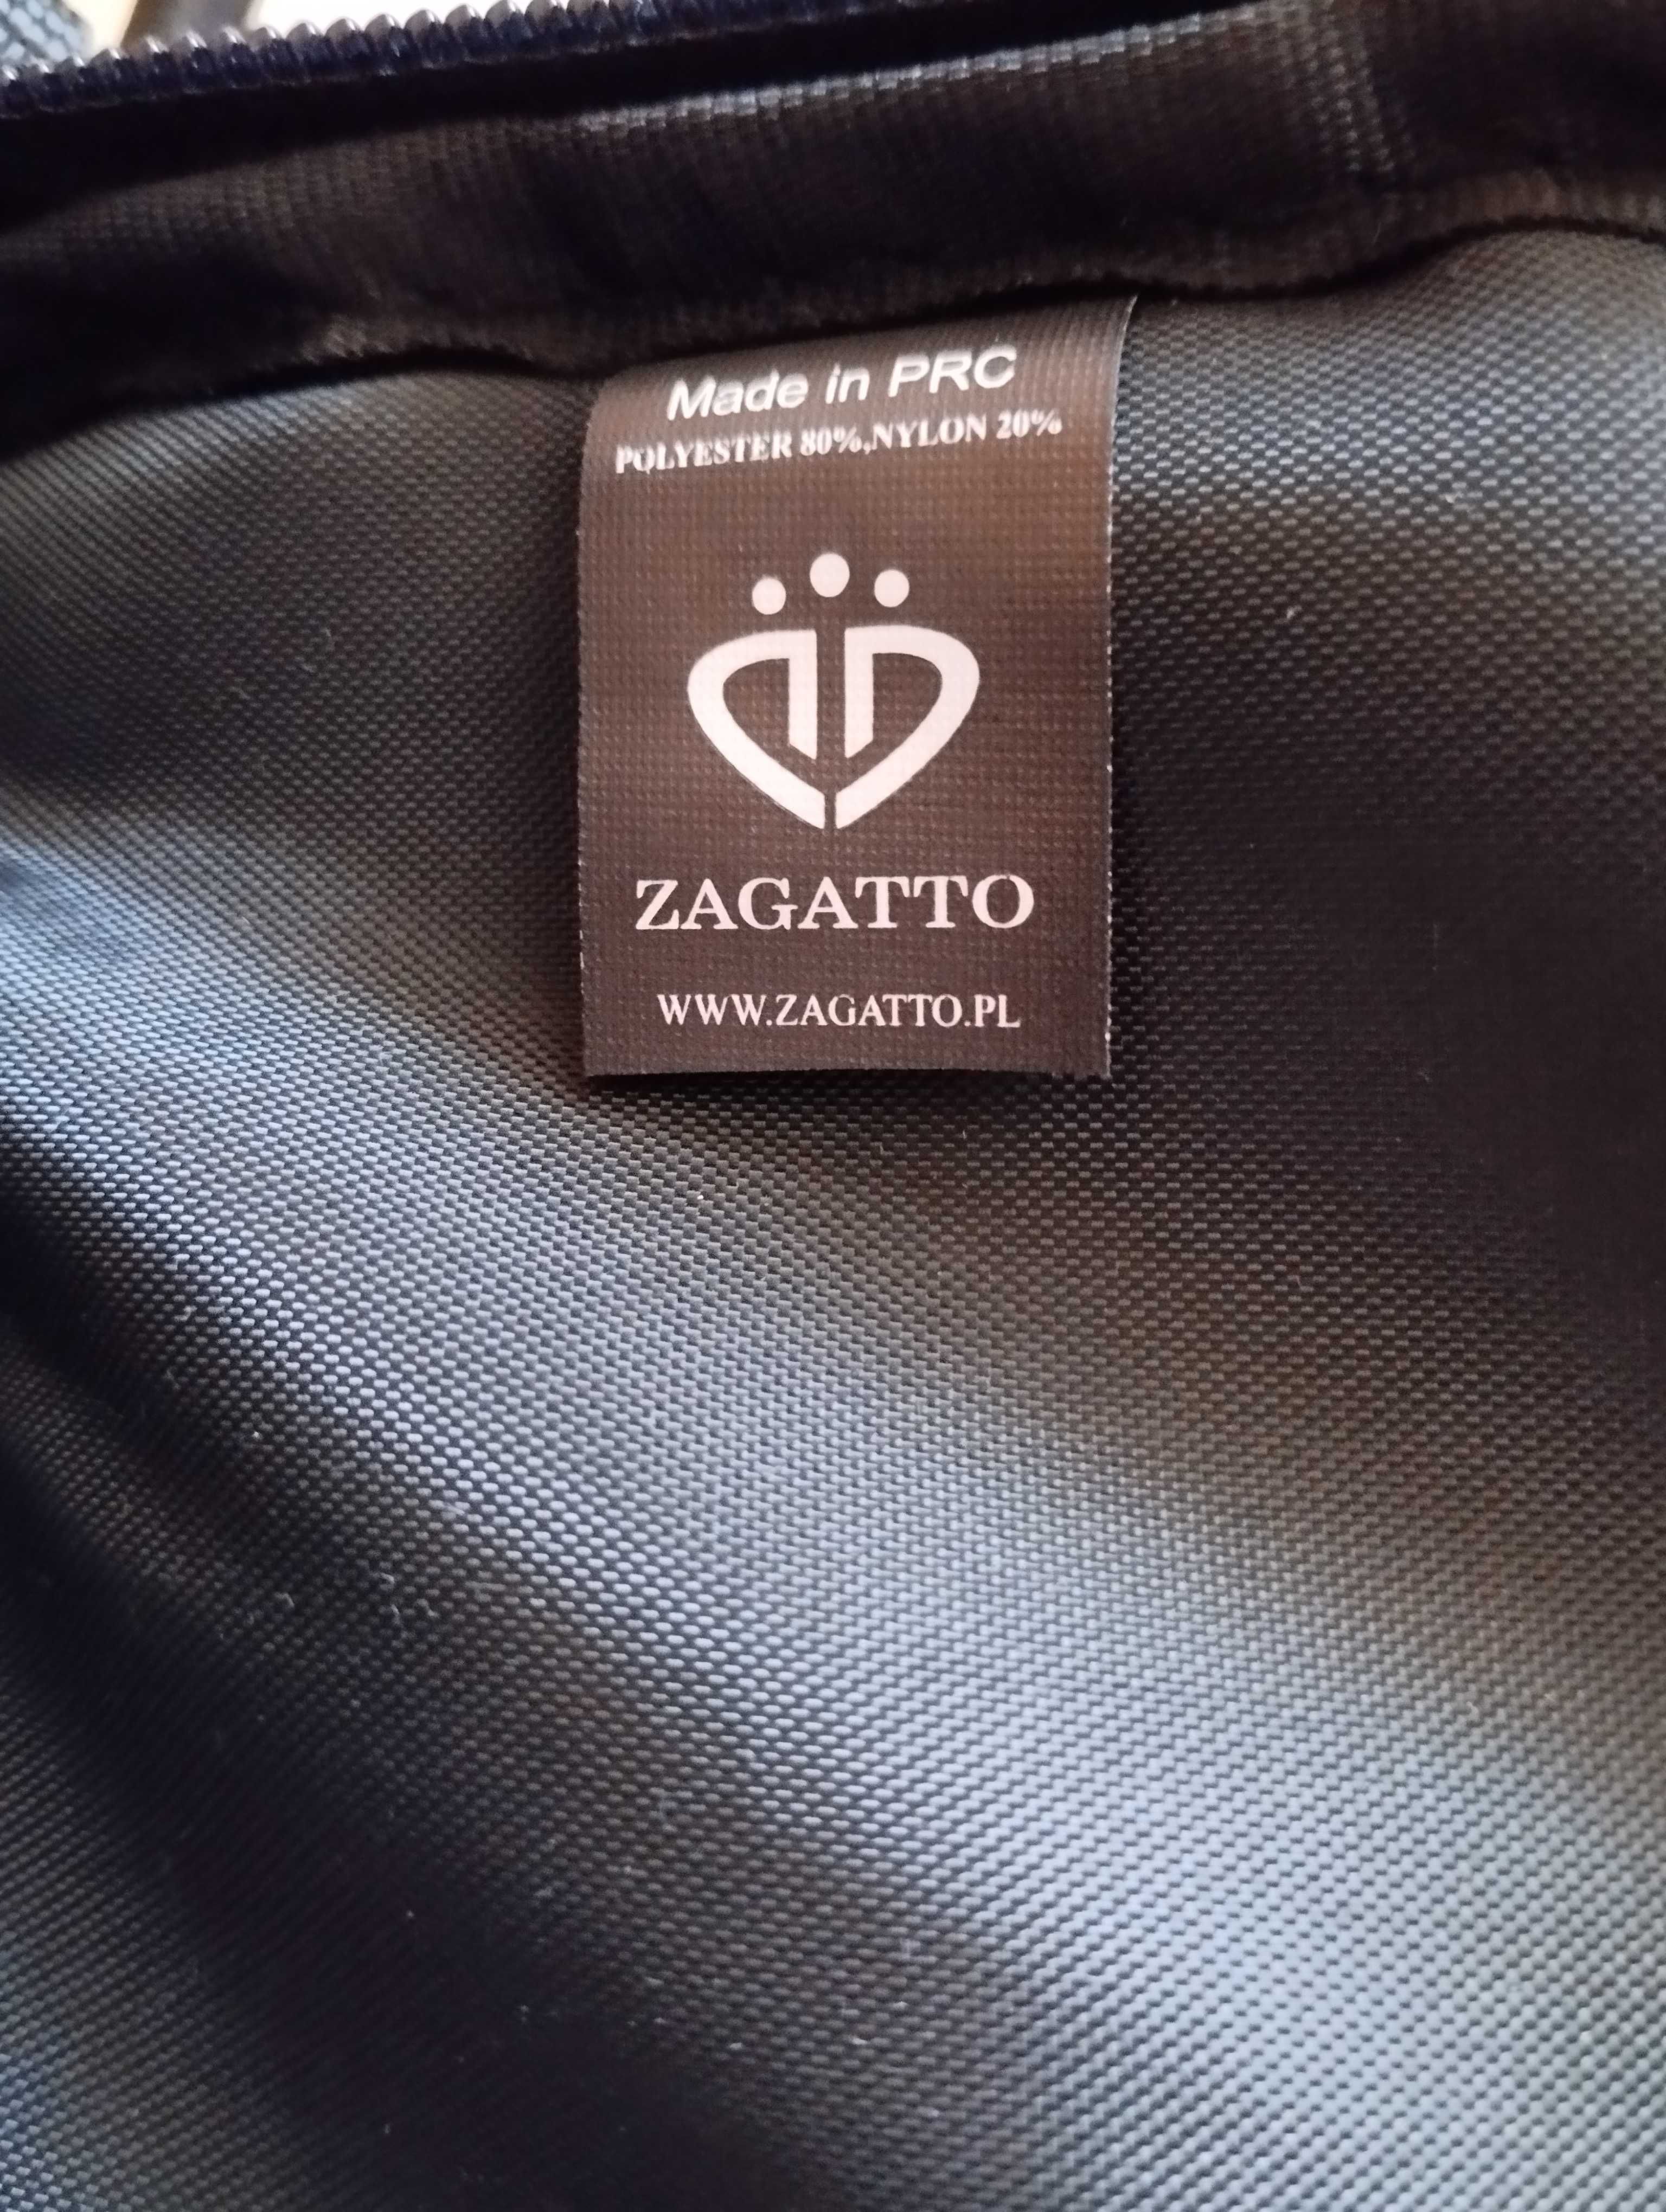 Made in PRC
POLYESTER 80%,NYLON 20%
ZAGATTO
WWW.ZAGATTO.PL